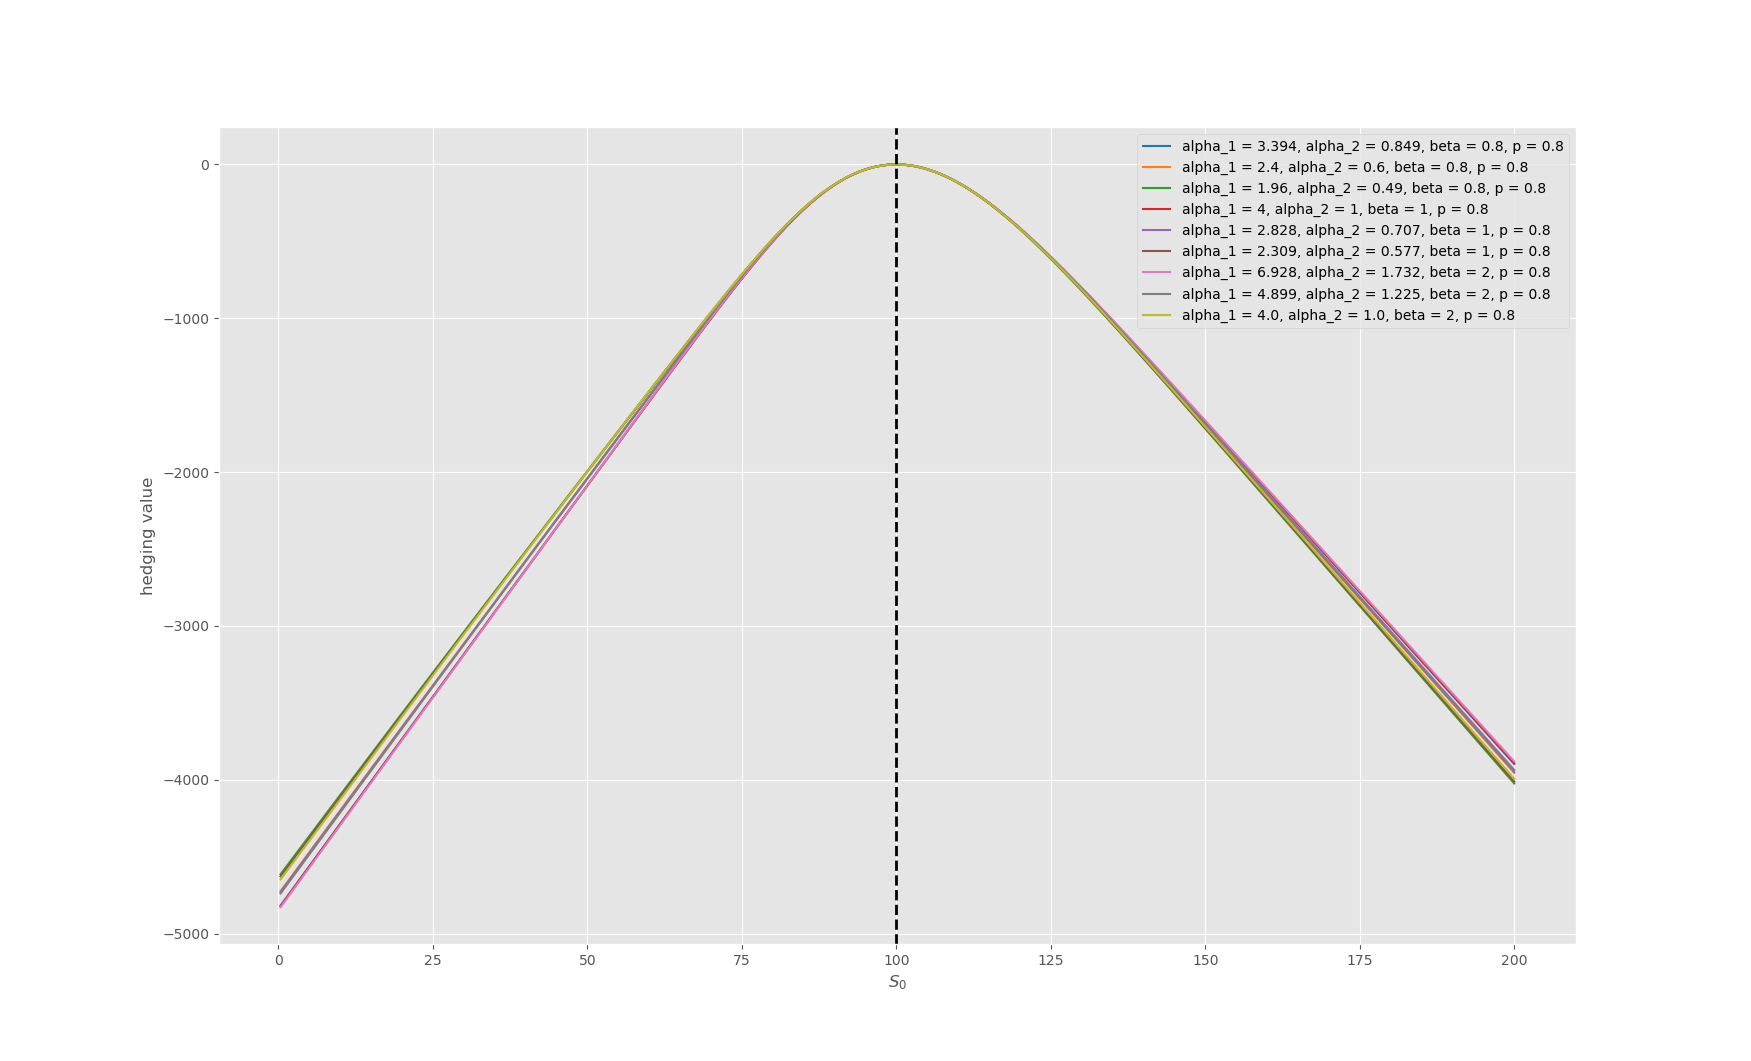 0
−1000
−2000
−3000
−4000
−5000
hedging value
0 25 50 75 100 125 150 175 200
S_0
alpha_1 = 3.394, alpha_2 = 0.849, beta = 0.8, p = 0.8
alpha_1 = 2.4, alpha_2 = 0.6, beta = 0.8, p = 0.8
alpha_1 = 1.96, alpha_2 = 0.49, beta = 0.8, p = 0.8
alpha_1 = 4, alpha_2 = 1, beta = 1, p = 0.8
alpha_1 = 2.828, alpha_2 = 0.707, beta = 1, p = 0.8
alpha_1 = 2.309, alpha_2 = 0.577, beta = 1, p = 0.8
alpha_1 = 6.928, alpha_2 = 1.732, beta = 2, p = 0.8
alpha_1 = 4.899, alpha_2 = 1.225, beta = 2, p = 0.8
alpha_1 = 4.0, alpha_2 = 1.0, beta = 2, p = 0.8